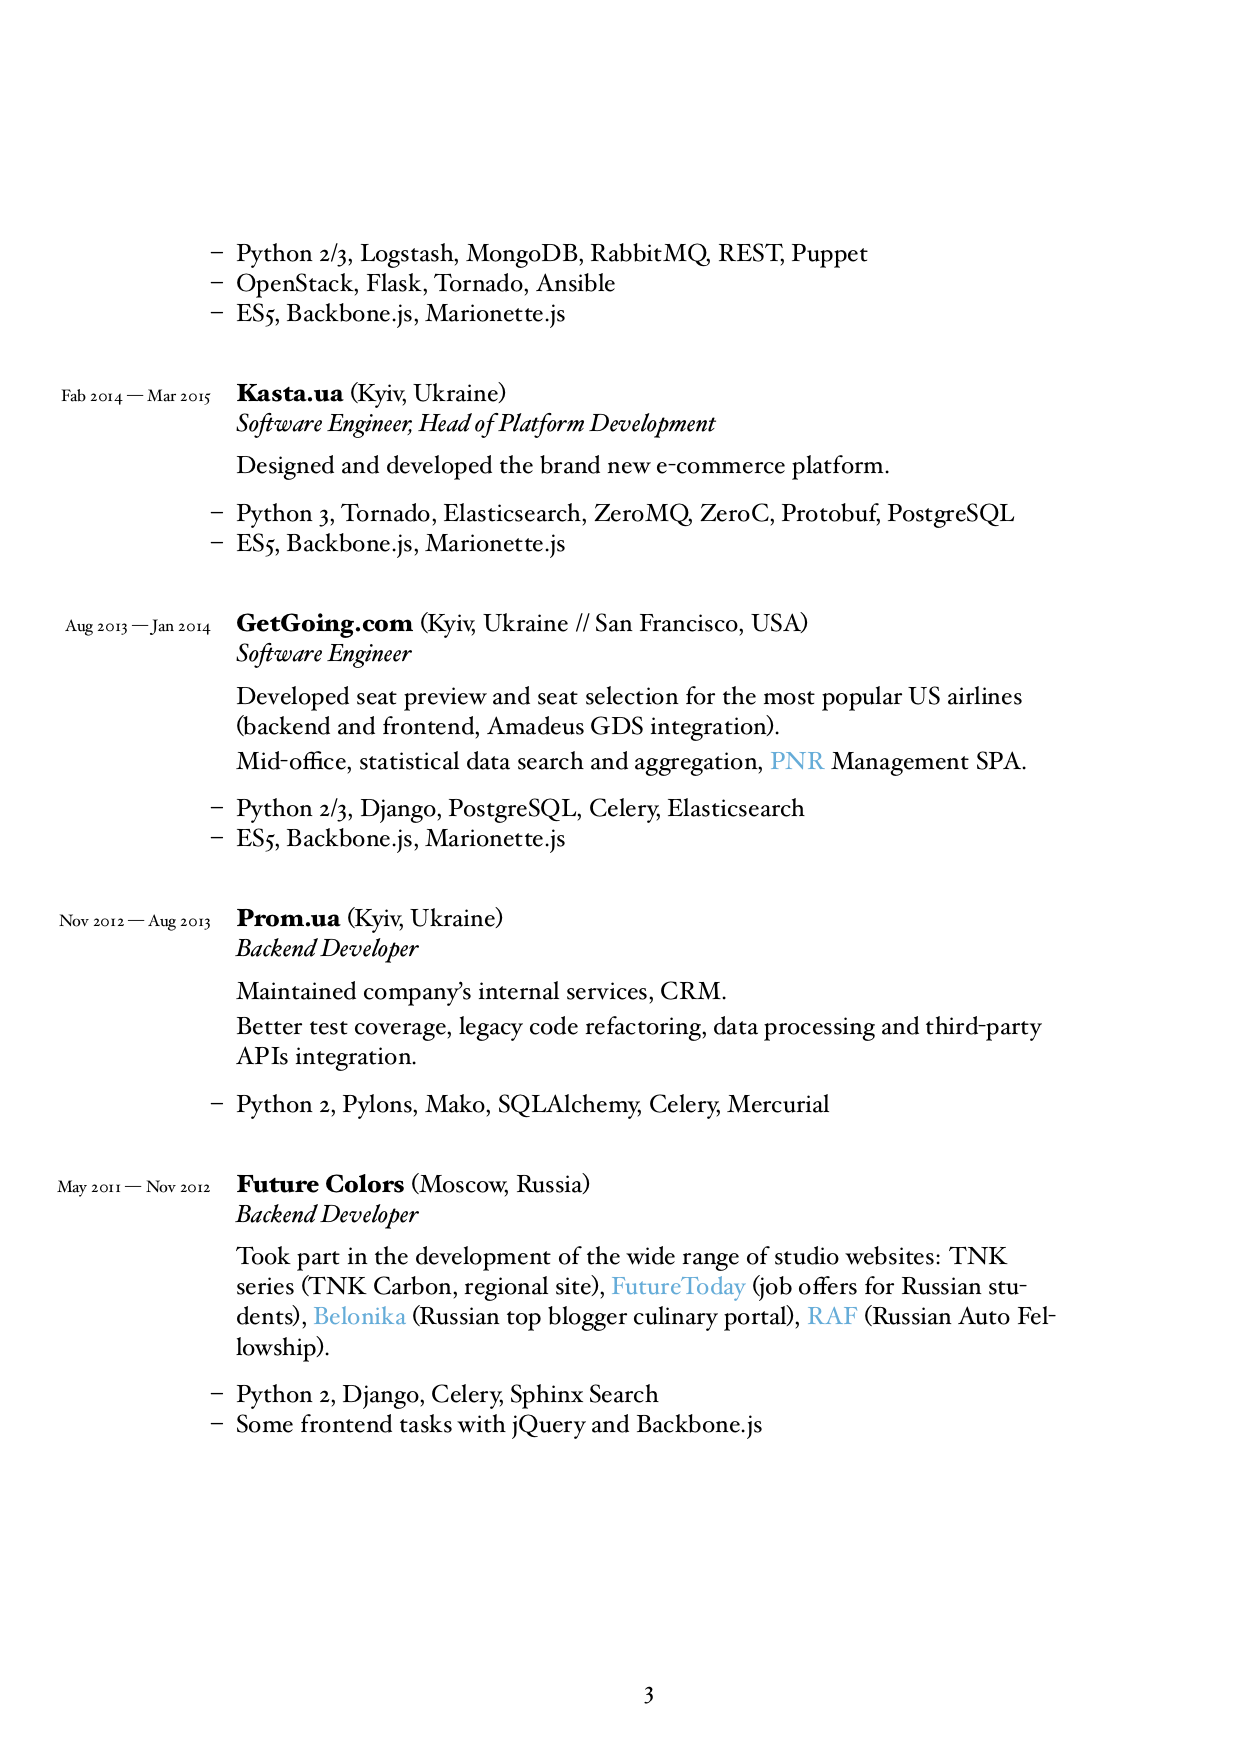 – Python 2/3, Logstash, MongoDB, RabbitMQ, REST, Puppet
– OpenStack, Flask, Tornado, Ansible
– ES5, Backbone.js, Marionette.js
Fab 2014 — Mar 2015 Kasta.ua (Kyiv, Ukraine)
Software Engineer, Head of Platform Development
Designed and developed the brand new e-commerce platform.
– Python 3, Tornado, Elasticsearch, ZeroMQ, ZeroC, Protobuf, PostgreSQL
– ES5, Backbone.js, Marionette.js
Aug 2013 — Jan 2014 GetGoing.com (Kyiv, Ukraine // San Francisco, USA)
Software Engineer
Developed seat preview and seat selection for the most popular US airlines
(backend and frontend, Amadeus GDS integration).
Mid-office, statistical data search and aggregation, PNR Management SPA.
– Python 2/3, Django, PostgreSQL, Celery, Elasticsearch
– ES5, Backbone.js, Marionette.js
Nov 2012 — Aug 2013 Prom.ua (Kyiv, Ukraine)
Backend Developer
Maintained company’s internal services, CRM.
Better test coverage, legacy code refactoring, data processing and third-party
APIs integration.
– Python 2, Pylons, Mako, SQLAlchemy, Celery, Mercurial
May 2011 — Nov 2012 Future Colors (Moscow, Russia)
Backend Developer
Took part in the development of the wide range of studio websites: TNK
series (TNK Carbon, regional site), FutureToday (job offers for Russian stu-
dents), Belonika (Russian top blogger culinary portal), RAF (Russian Auto Fel-
lowship).
– Python 2, Django, Celery, Sphinx Search
– Some frontend tasks with jQuery and Backbone.js
3